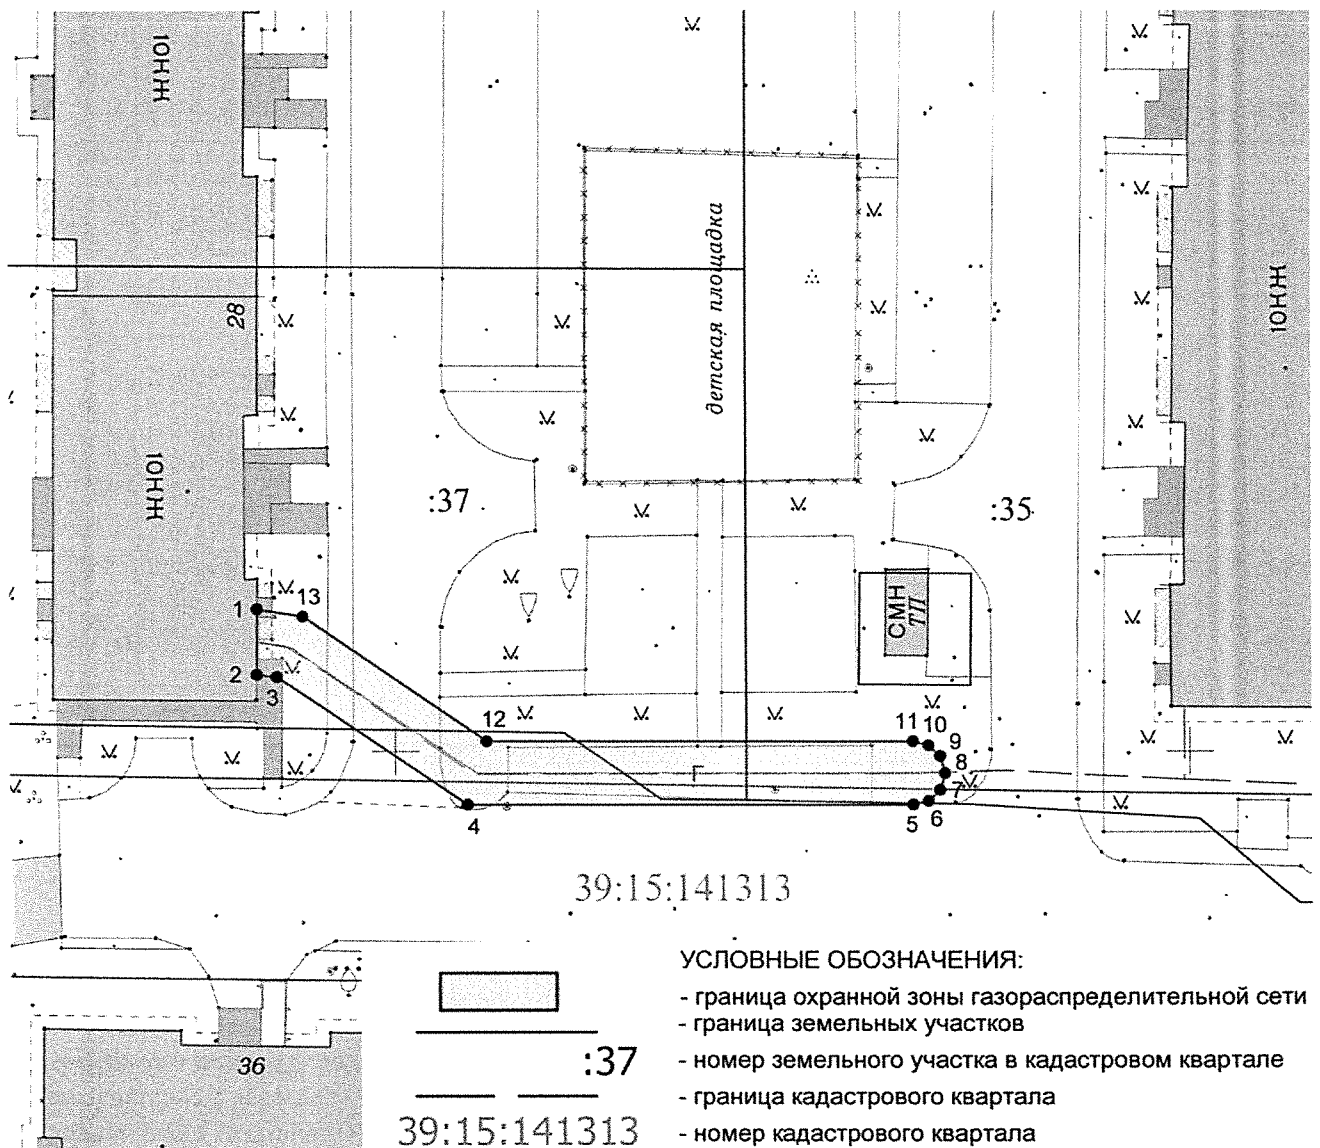 10НЖ
28
детская площадка
10НЖ
10НЖ
:37
:35
СМН
ТП
1
13
2
3
12
11
10
9
8
7
Г
4
5
6
39:15:141313
36
УСЛОВНЫЕ ОБОЗНАЧЕНИЯ:
- граница охранной зоны газораспределительной сети
- граница земельных участков
:37 - номер земельного участка в кадастровом квартале
- граница кадастрового квартала
39:15:141313 - номер кадастрового квартала